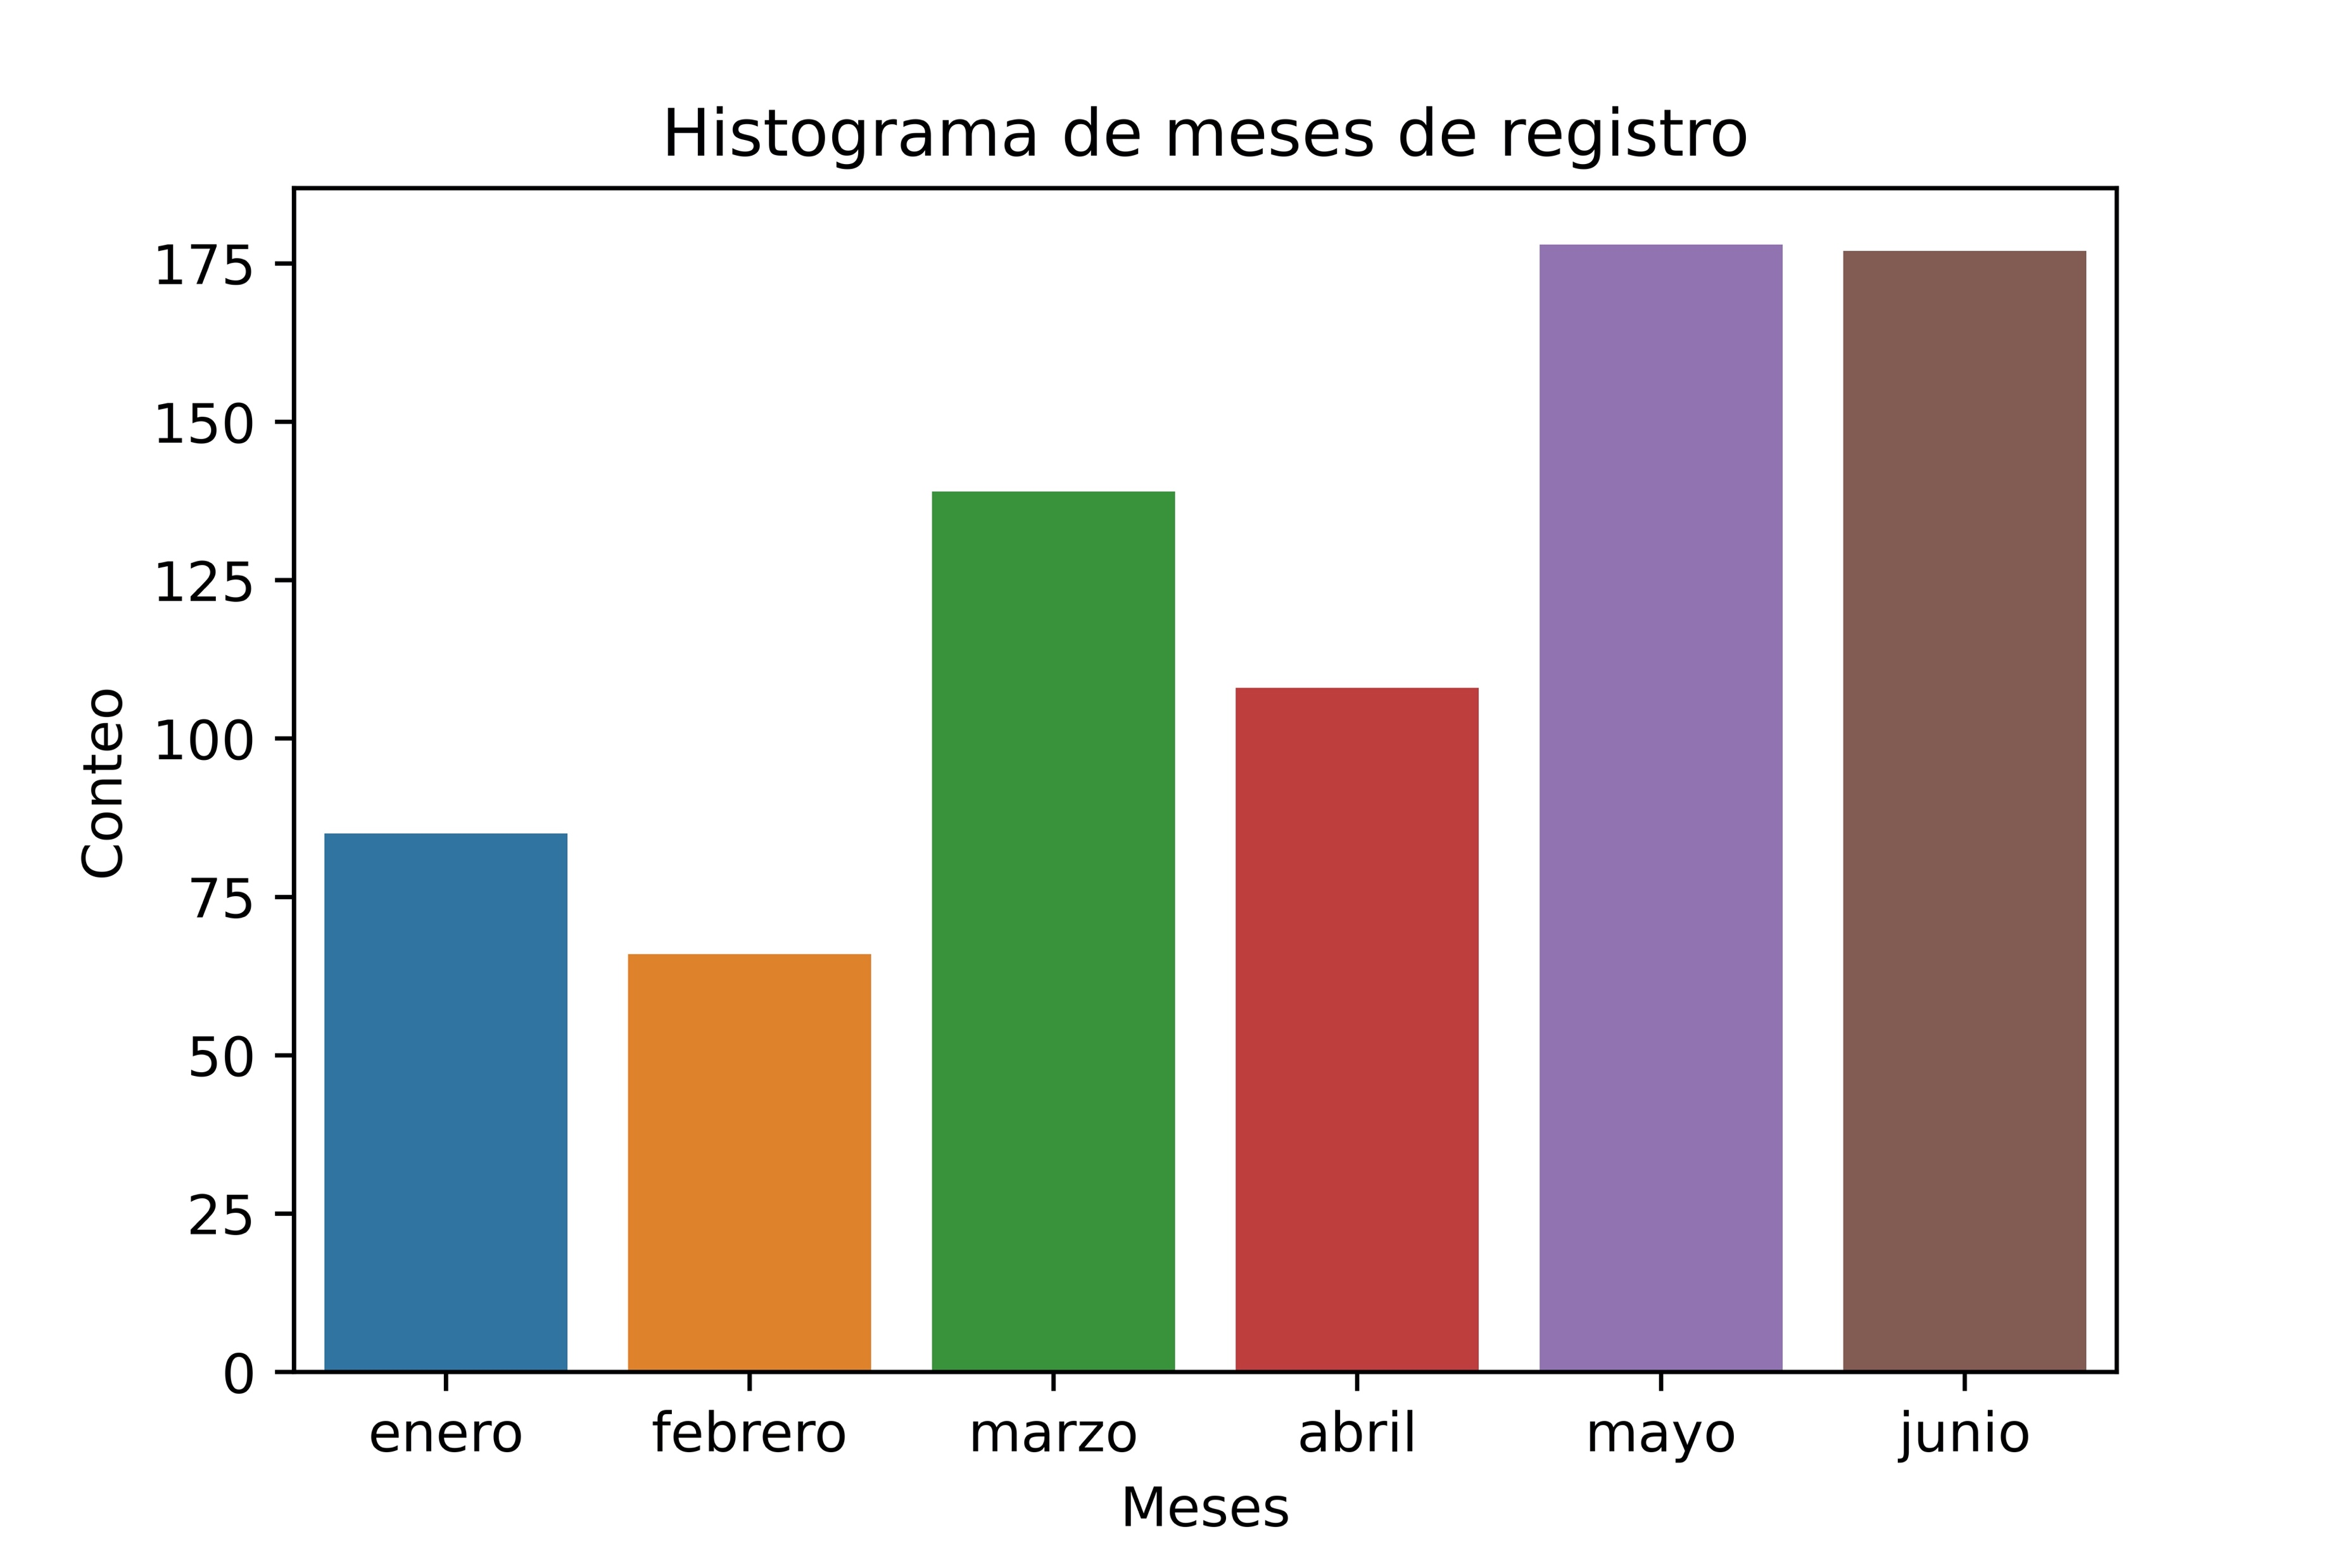 Histograma de meses de registro
175
150
125
100
75
50
25
0
Conteo
enero febrero marzo abril mayo junio
Meses